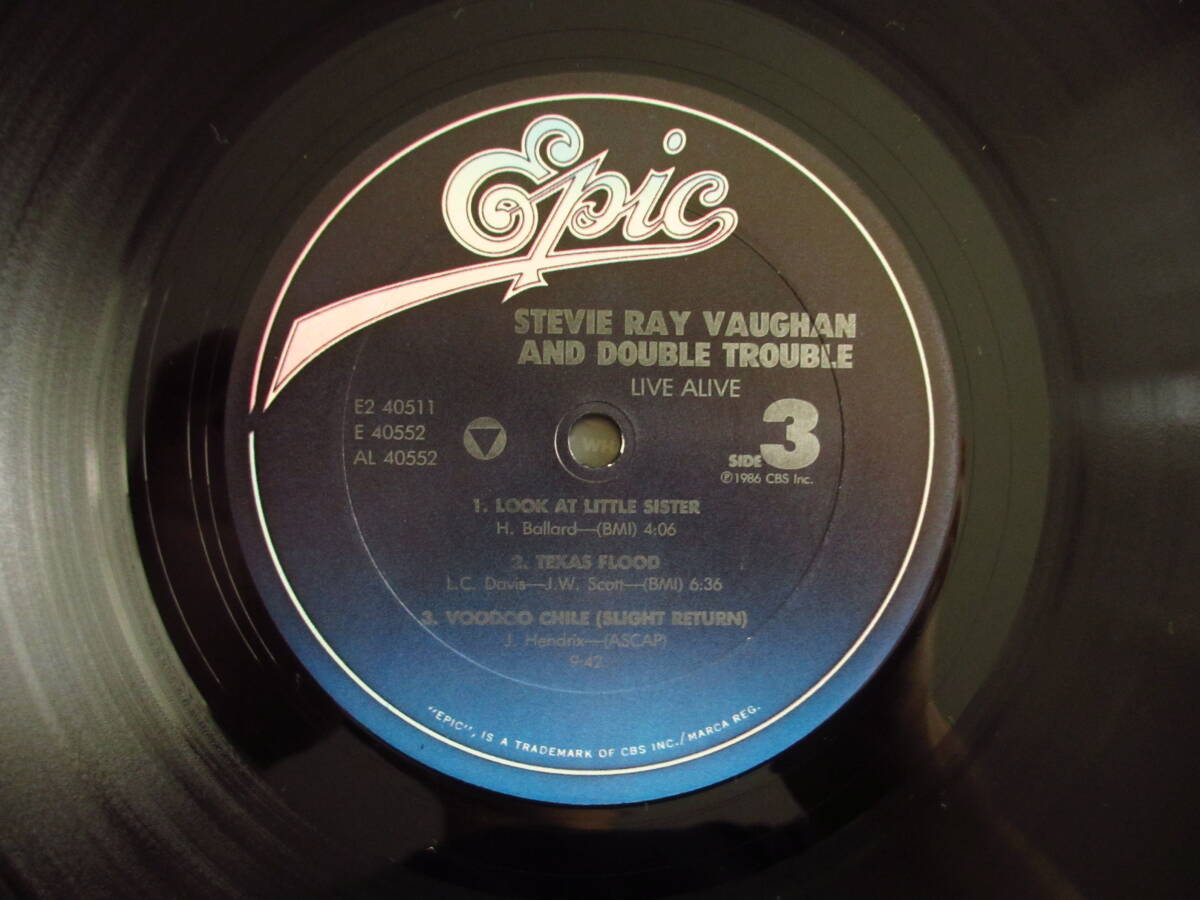 Epic
STEVIE RAY VAUGHAN
AND DOUBLE TROUBLE
LIVE ALIVE
E2 40511
E 40552
AL 40552
SIDE 3
℗1986 CBS Inc.
1. LOOK AT LITTLE SISTER
H. Ballard—(BMI) 4:06
2. TEXAS FLOOD
L.C. Davis—J.W. Scott—(BMI) 6:36
3. VOODOO CHILE (SLIGHT RETURN)
J. Hendrix—(ASCAP)
9:42
"EPIC", IS A TRADEMARK OF CBS INC./MARCA REG.